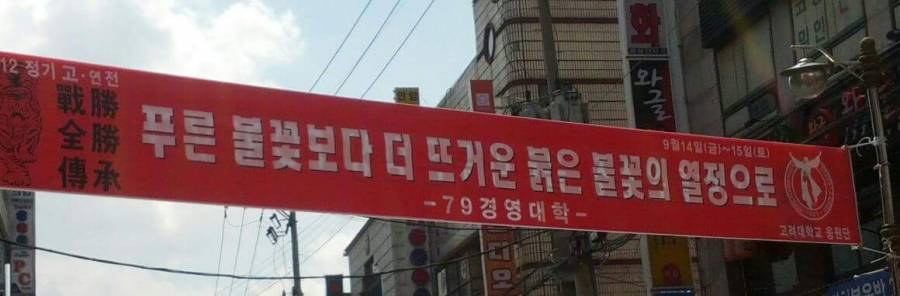 12 정기 고·연전
戰勝
全勝
傳承
푸른 불꽃보다 더 뜨거운 붉은 불꽃의 열정으로
-79경영대학-
9월14일(금)~15일(토)
고려대학교 응원단
화
와글
PC